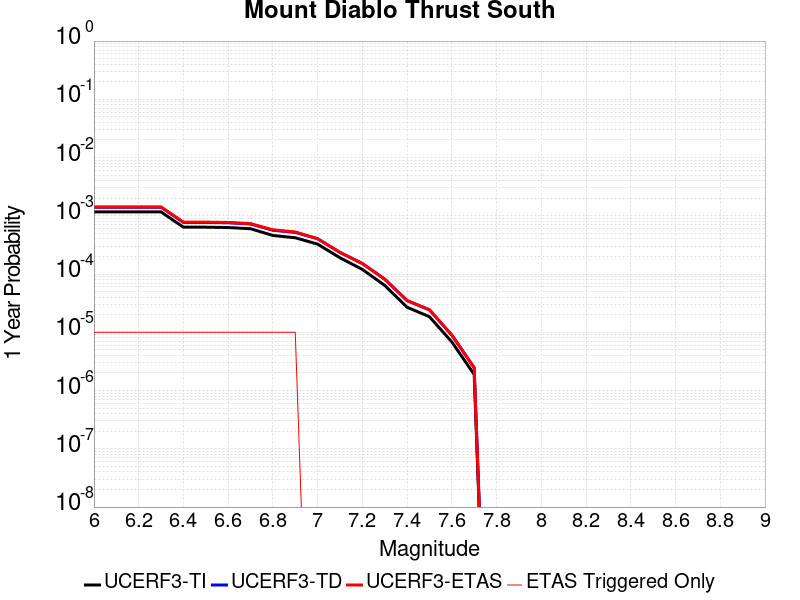 Mount Diablo Thrust South
10^0
10^-1
10^-2
10^-3
10^-4
10^-5
10^-6
10^-7
10^-8
1 Year Probability
6 6.2 6.4 6.6 6.8 7 7.2 7.4 7.6 7.8 8 8.2 8.4 8.6 8.8 9
Magnitude
UCERF3-TI UCERF3-TD UCERF3-ETAS ETAS Triggered Only